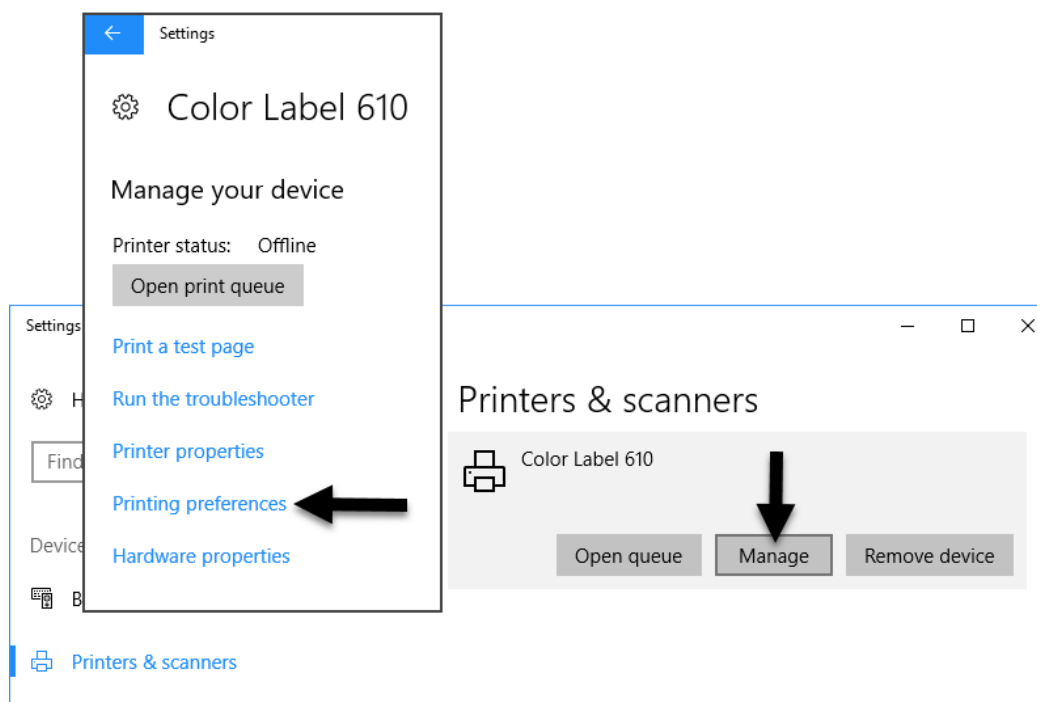 Settings
Color Label 610
Manage your device
Printer status: Offline
Open print queue
Print a test page
Run the troubleshooter
Printer properties
Printing preferences
Hardware properties
Settings
H
Find
Device
B
Printers & scanners
Printers & scanners
Color Label 610
Open queue Manage Remove device